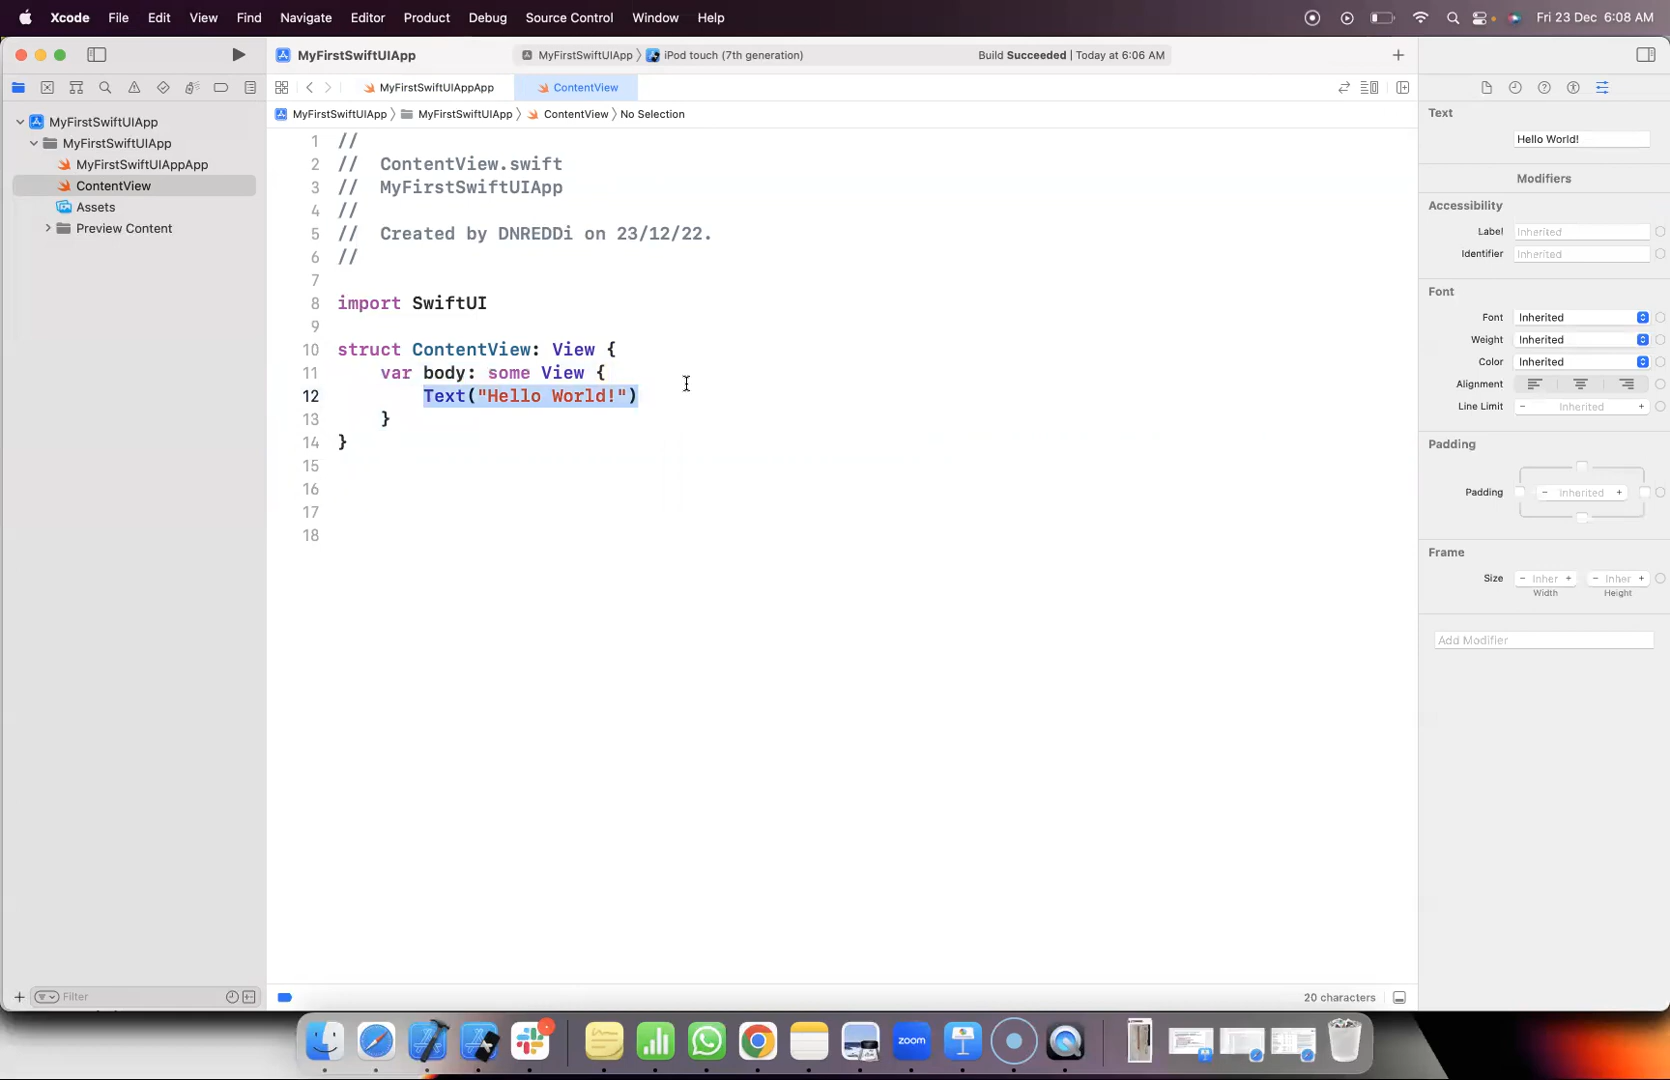 Xcode File Edit View Find Navigate Editor Product Debug Source Control Window Help Fri 23 Dec 6:08 AM
MyFirstSwiftUIApp MyFirstSwiftUIApp iPod touch (7th generation) Build Succeeded | Today at 6:06 AM
MyFirstSwiftUIAppApp ContentView
MyFirstSwiftUIApp MyFirstSwiftUIApp ContentView No Selection
MyFirstSwiftUIApp
MyFirstSwiftUIApp
MyFirstSwiftUIAppApp
ContentView
Assets
Preview Content
Filter
1 //
2 // ContentView.swift
3 // MyFirstSwiftUIApp
4 //
5 // Created by DNREDDi on 23/12/22.
6 //
7
8 import SwiftUI
9
10 struct ContentView: View {
11 var body: some View {
12 Text("Hello World!")
13 }
14 }
15
16
17
18
20 characters
Text
Hello World!
Modifiers
Accessibility
Label Inherited
Identifier Inherited
Font
Font Inherited
Weight Inherited
Color Inherited
Alignment
Line Limit − Inherited +
Padding
Padding − Inherited +
Frame
Size − Inher + − Inher +
Width Height
Add Modifier
zoom